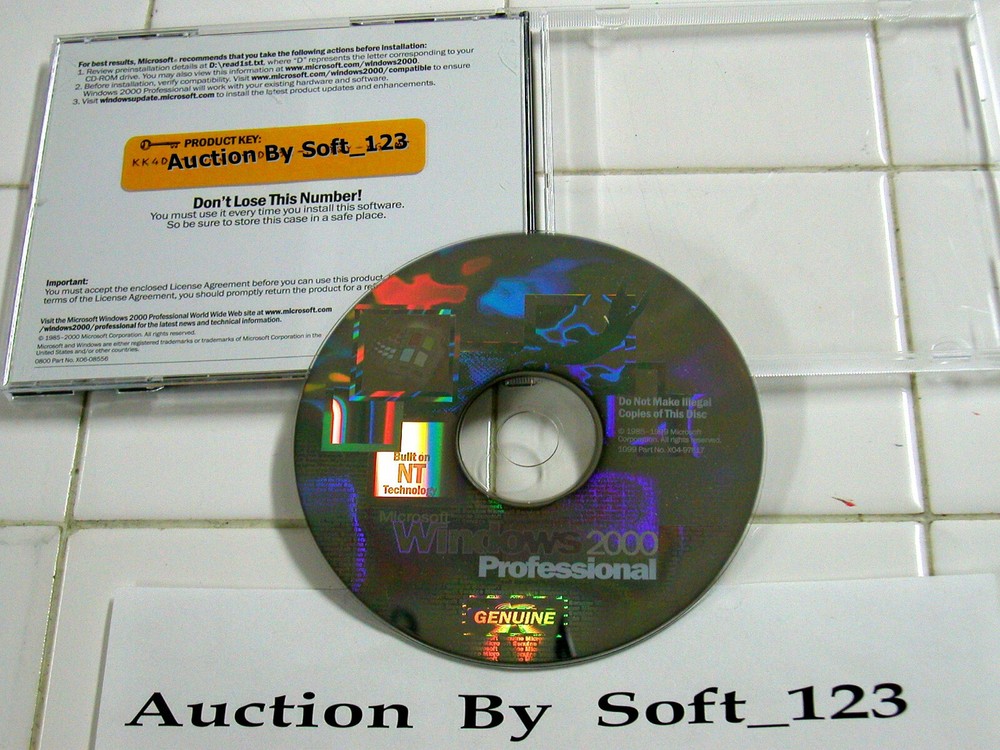 For best results, Microsoft® recommends that you take the following actions before installation:
1. Review preinstallation details at D:\read1st.txt, where "D" represents the letter corresponding to your
CD-ROM drive. You may also view this information at www.microsoft.com/windows2000.
2. Before installation, verify compatibility. Visit www.microsoft.com/windows2000/compatible to ensure
Windows 2000 Professional will work with your existing hardware and software.
3. Visit windowsupdate.microsoft.com to install the latest product updates and enhancements.
PRODUCT KEY:
KK4D
Auction By Soft_123
Don't Lose This Number!
You must use it every time you install this software.
So be sure to store this case in a safe place.
Important:
You must accept the enclosed License Agreement before you can use this product.
terms of the License Agreement, you should promptly return the product for a
Visit the Microsoft Windows 2000 Professional World Wide Web site at www.microsoft.com
/windows2000/professional for the latest news and technical information.
© 1985-2000 Microsoft Corporation. All rights reserved.
Microsoft and Windows are either registered trademarks or trademarks of Microsoft Corporation in the
United States and/or other countries.
0800 Part No. X06-08556
Do Not Make Illegal
Copies of This Disc
© 1985-1999 Microsoft
Corporation. All rights reserved.
1099 Part No. X04-
Built on
NT
Technology
Microsoft
Windows 2000
Professional
GENUINE
Auction By Soft_123